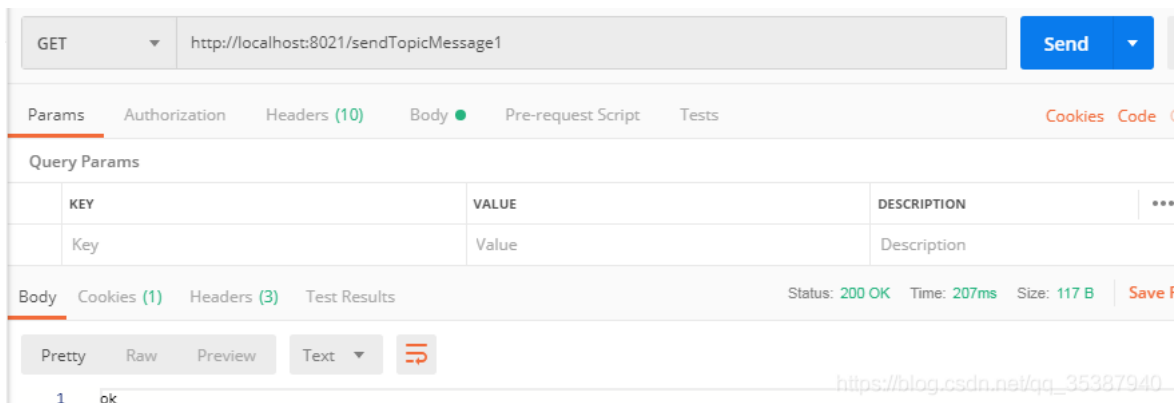 GET http://localhost:8021/sendTopicMessage1 Send
Params Authorization Headers (10) Body Pre-request Script Tests Cookies Code
Query Params
KEY VALUE DESCRIPTION
Key Value Description
Body Cookies (1) Headers (3) Test Results Status: 200 OK Time: 207ms Size: 117 B Save
Pretty Raw Preview Text
https://blog.csdn.net/qq_35387940
1 ok